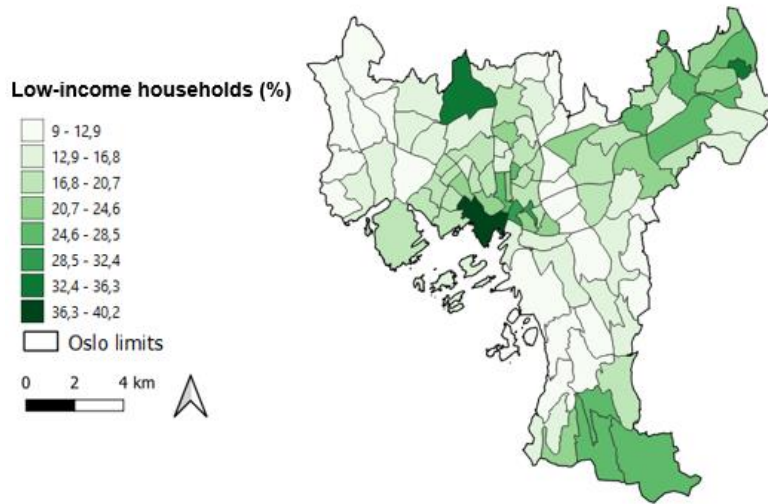 Low-income households (%)
9 - 12,9
12,9 - 16,8
16,8 - 20,7
20,7 - 24,6
24,6 - 28,5
28,5 - 32,4
32,4 - 36,3
36,3 - 40,2
Oslo limits
0 2 4 km